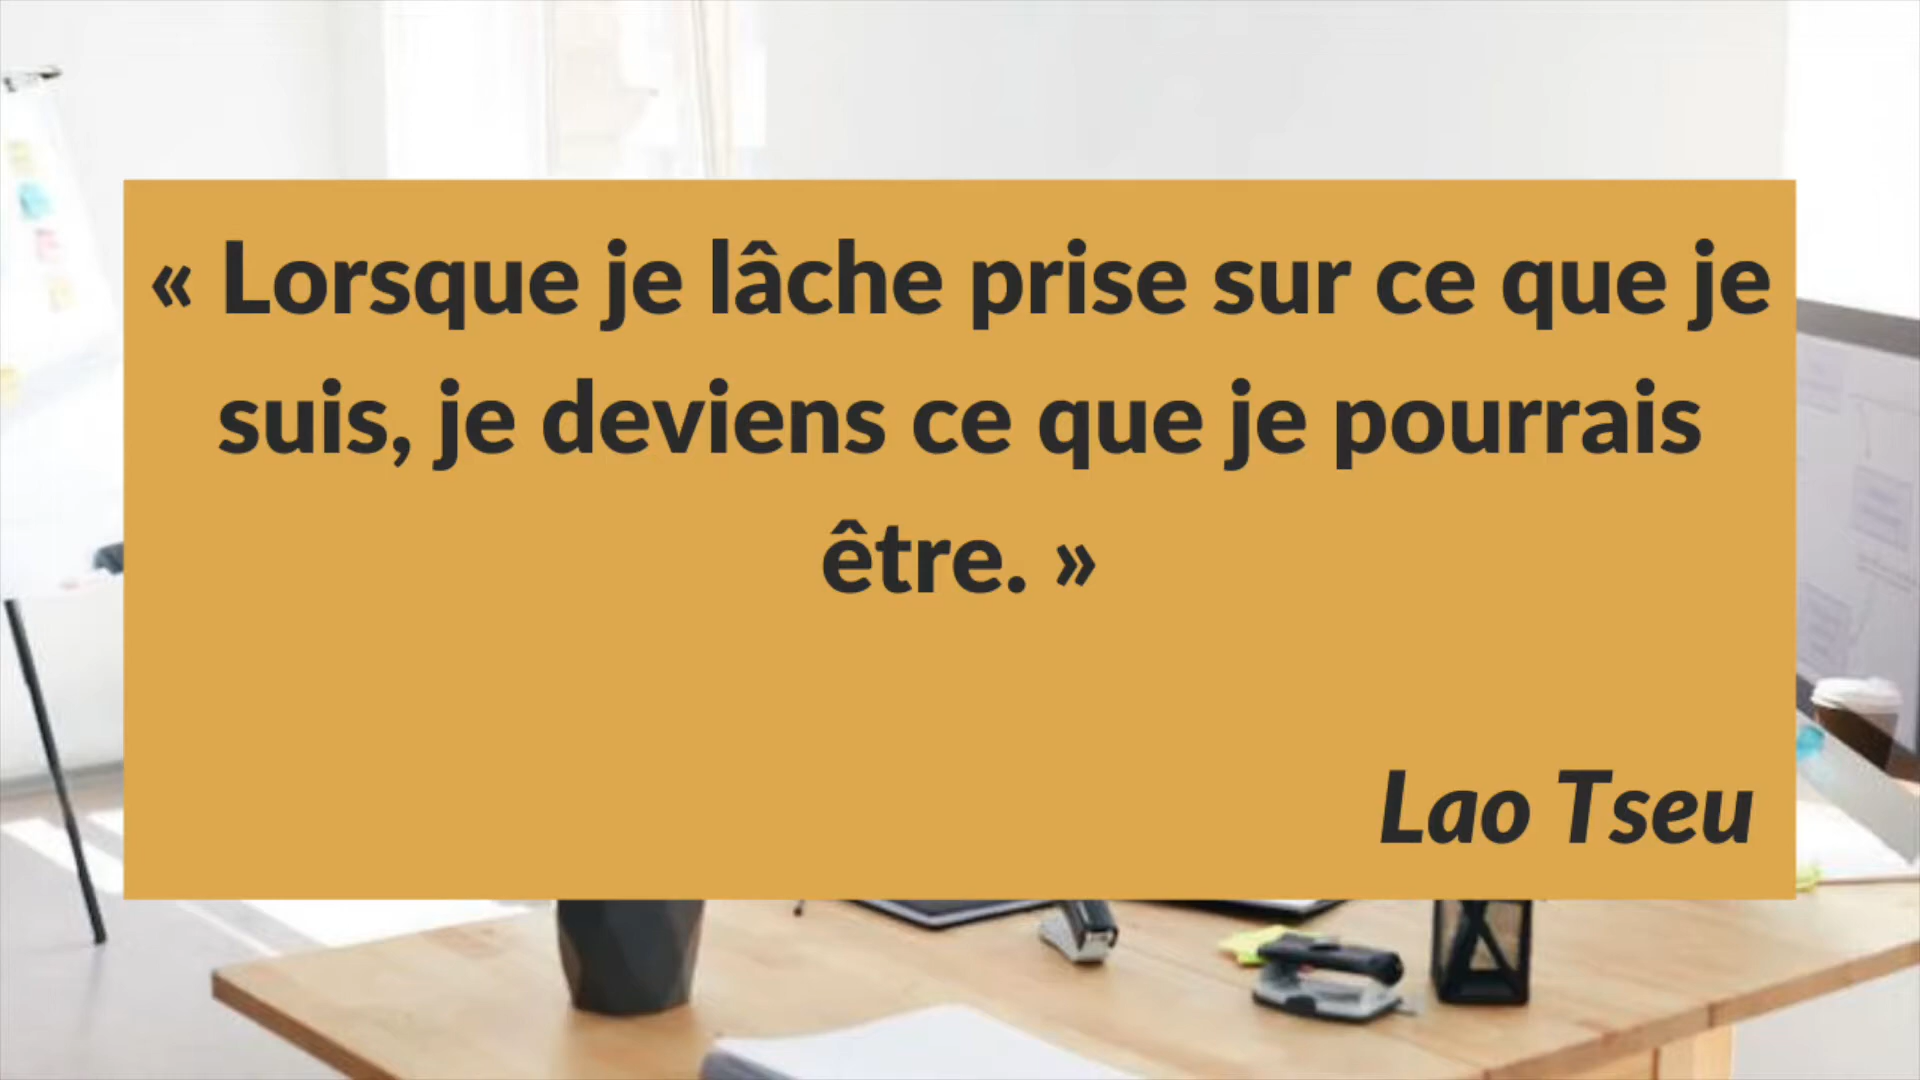 « Lorsque je lâche prise sur ce que je
suis, je deviens ce que je pourrais
être. »
Lao Tseu